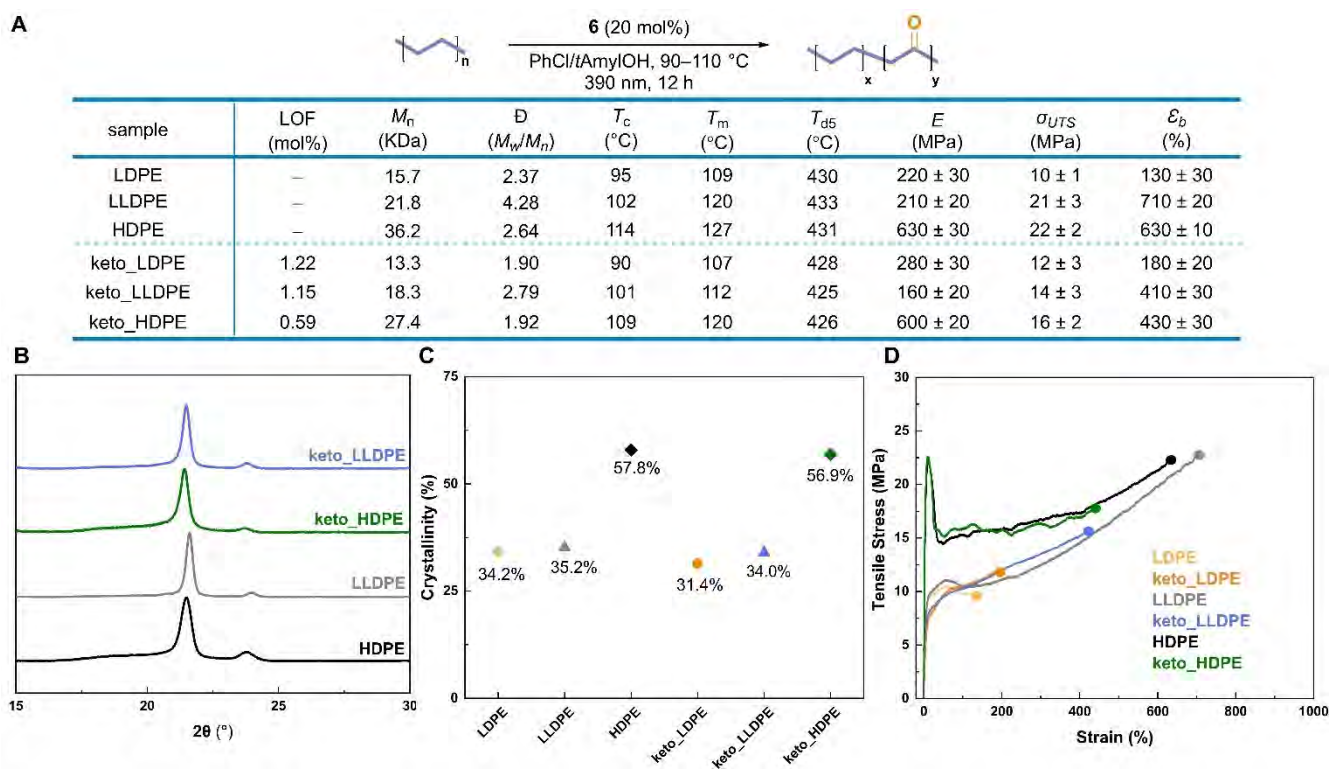 A
6 (20 mol%)
PhCl/tAmylOH, 90–110 °C
390 nm, 12 h
n
O
x
y
sample LOF (mol%) Mn (KDa) Đ (Mw/Mn) Tc (°C) Tm (°C) Td5 (°C) E (MPa) σUTS (MPa) Ɛb (%)
LDPE – 15.7 2.37 95 109 430 220 ± 30 10 ± 1 130 ± 30
LLDPE – 21.8 4.28 102 120 433 210 ± 20 21 ± 3 710 ± 20
HDPE – 36.2 2.64 114 127 431 630 ± 30 22 ± 2 630 ± 10
keto_LDPE 1.22 13.3 1.90 90 107 428 280 ± 30 12 ± 3 180 ± 20
keto_LLDPE 1.15 18.3 2.79 101 112 425 160 ± 20 14 ± 3 410 ± 30
keto_HDPE 0.59 27.4 1.92 109 120 426 600 ± 20 16 ± 2 430 ± 30
B
keto_LLDPE
keto_HDPE
LLDPE
HDPE
15 20 25 30
2θ (°)
C
Crystallinity (%)
75
50
25
0
34.2%
35.2%
57.8%
31.4%
34.0%
56.9%
LDPE
LLDPE
HDPE
keto_LDPE
keto_LLDPE
keto_HDPE
D
Tensile Stress (MPa)
30
25
20
15
10
5
0
LDPE
keto_LDPE
LLDPE
keto_LLDPE
HDPE
keto_HDPE
0 200 400 600 800 1000
Strain (%)